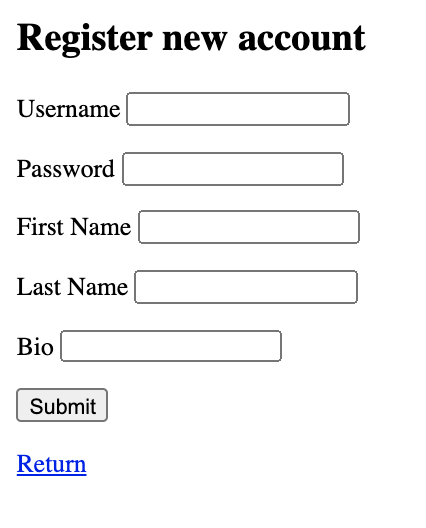 Register new account
Username
Password
First Name
Last Name
Bio
Submit
Return